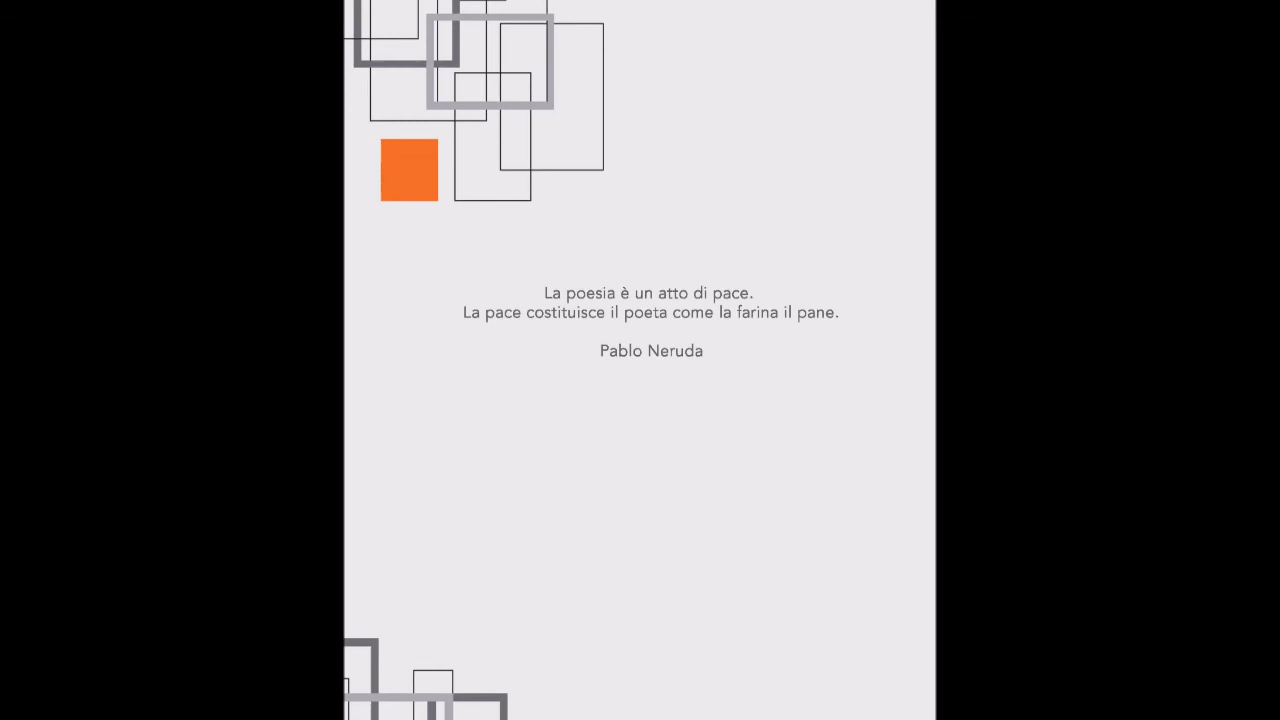 La poesia è un atto di pace.
La pace costituisce il poeta come la farina il pane.
Pablo Neruda